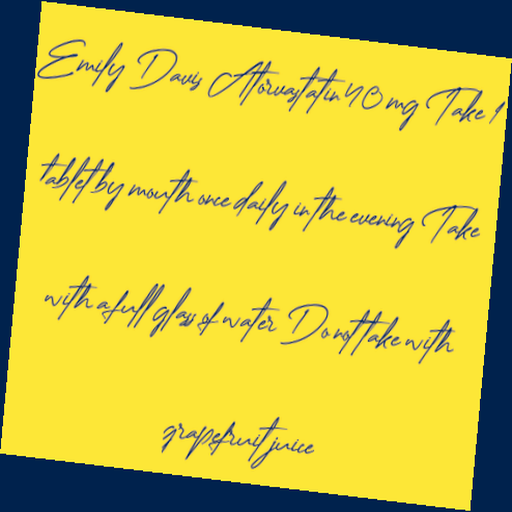 Emily Davis Atorvastatin 40 mg Take 1
tablet by mouth once daily in the evening Take
with a full glass of water Do not take with
grapefruit juice